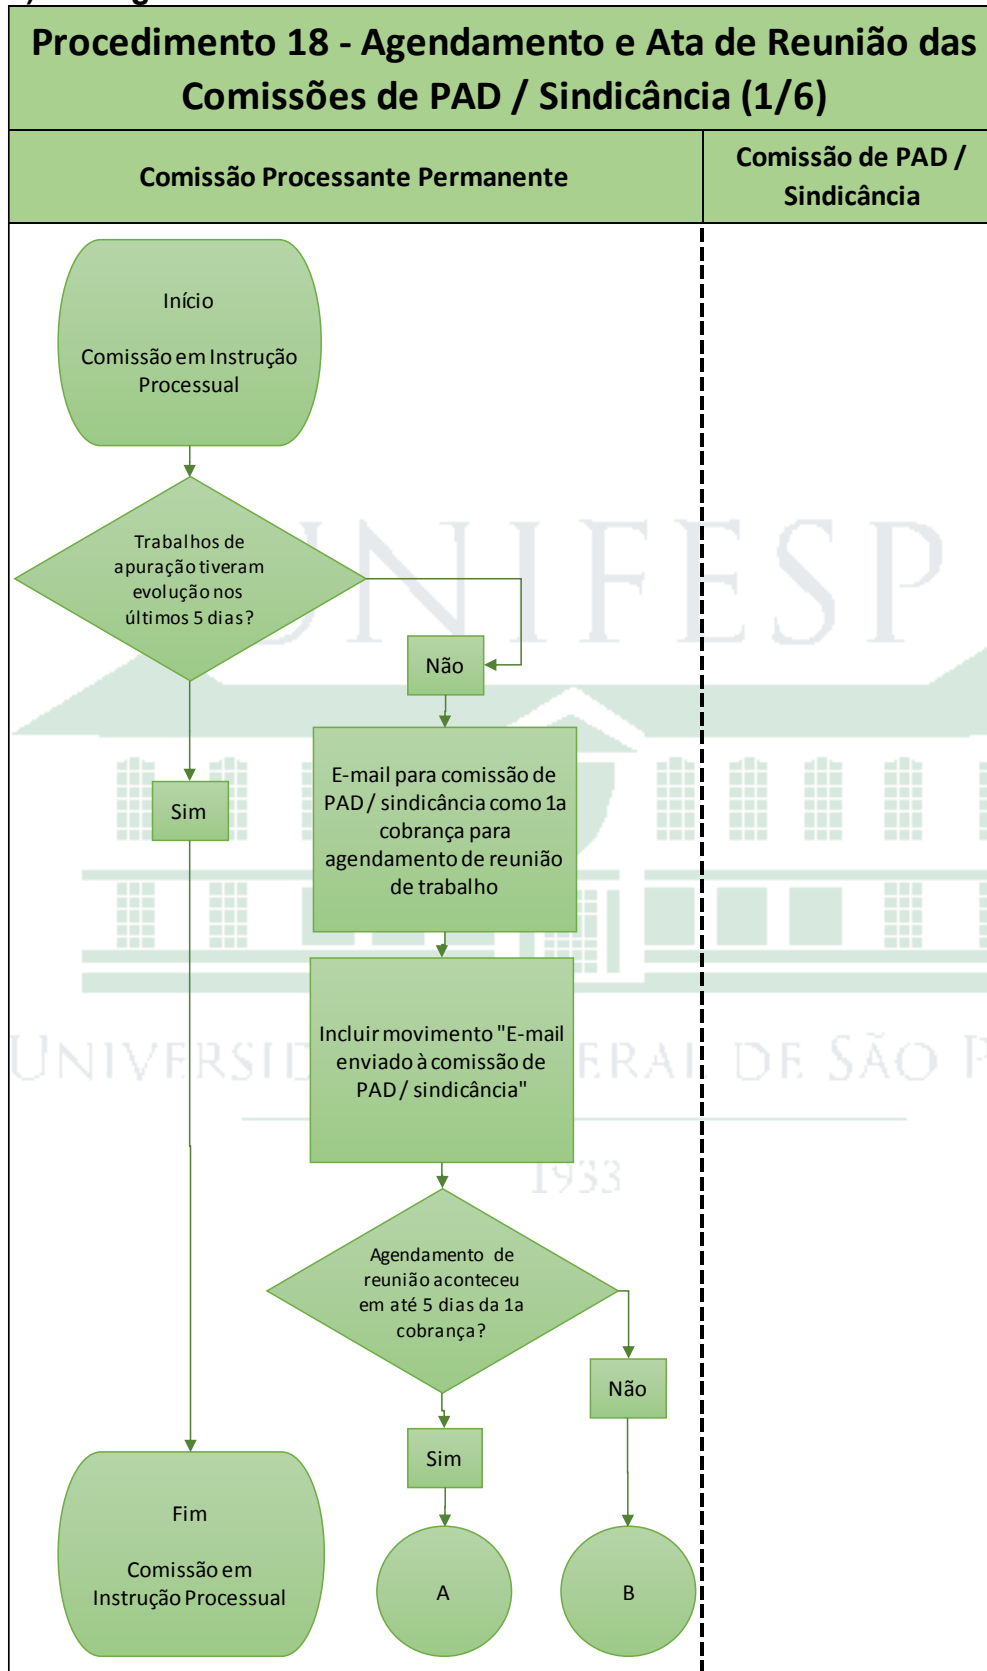 Procedimento 18 - Agendamento e Ata de Reunião das
Comissões de PAD / Sindicância (1/6)
Comissão Processante Permanente
Comissão de PAD /
Sindicância
Início
Comissão em Instrução
Processual
Trabalhos de
apuração tiveram
evolução nos
últimos 5 dias?
Não
Sim
E-mail para comissão de
PAD / sindicância como 1a
cobrança para
agendamento de reunião
de trabalho
Incluir movimento "E-mail
enviado à comissão de
PAD / sindicância"
Agendamento de
reunião aconteceu
em até 5 dias da 1a
cobrança?
Não
Sim
Fim
Comissão em
Instrução Processual
A
B
UNIFESP
DE SÃO
1933